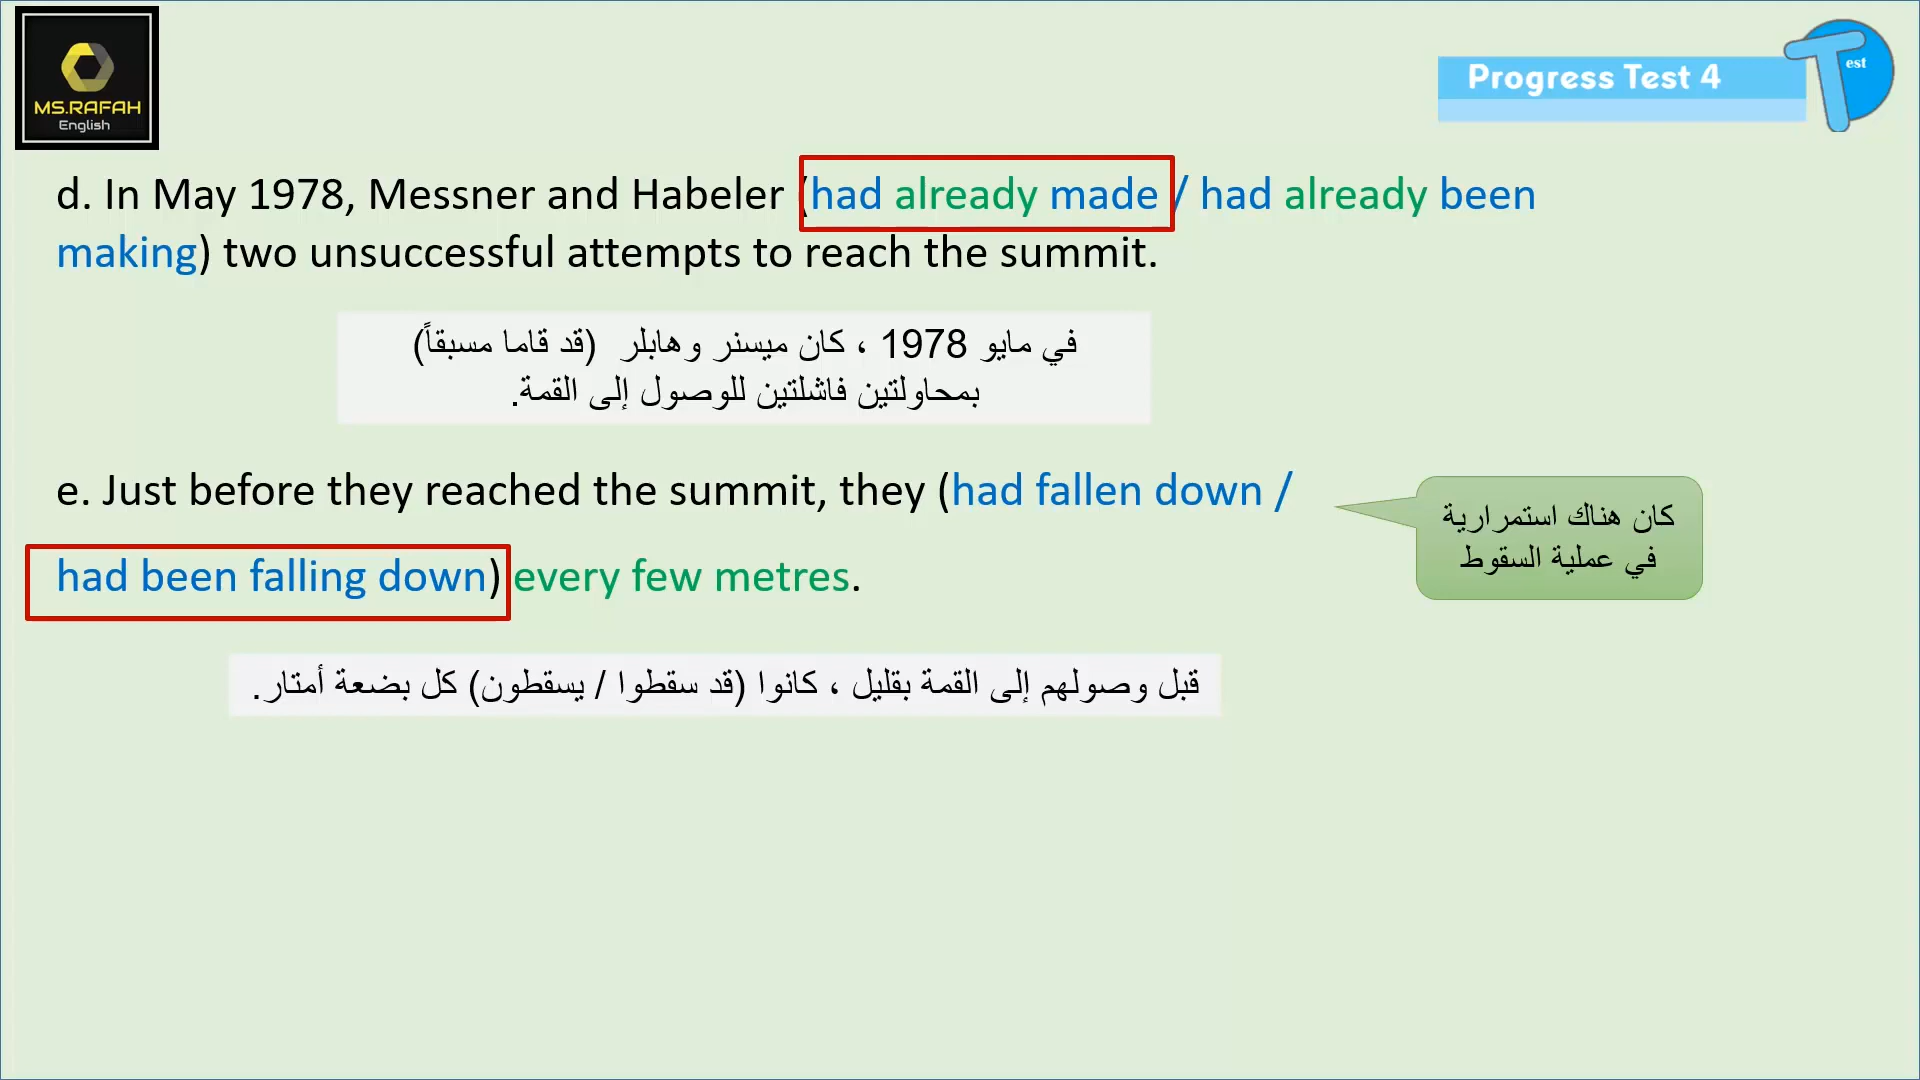 MS.RAFAH
English
Progress Test 4
T est
d. In May 1978, Messner and Habeler (had already made / had already been
making) two unsuccessful attempts to reach the summit.
في مايو 1978 ، كان ميسنر وهابلر (قد قاما مسبقاً)
بمحاولتين فاشلتين للوصول إلى القمة.
e. Just before they reached the summit, they (had fallen down /
كان هناك استمرارية
في عملية السقوط
had been falling down) every few metres.
قبل وصولهم إلى القمة بقليل ، كانوا (قد سقطوا / يسقطون) كل بضعة أمتار.